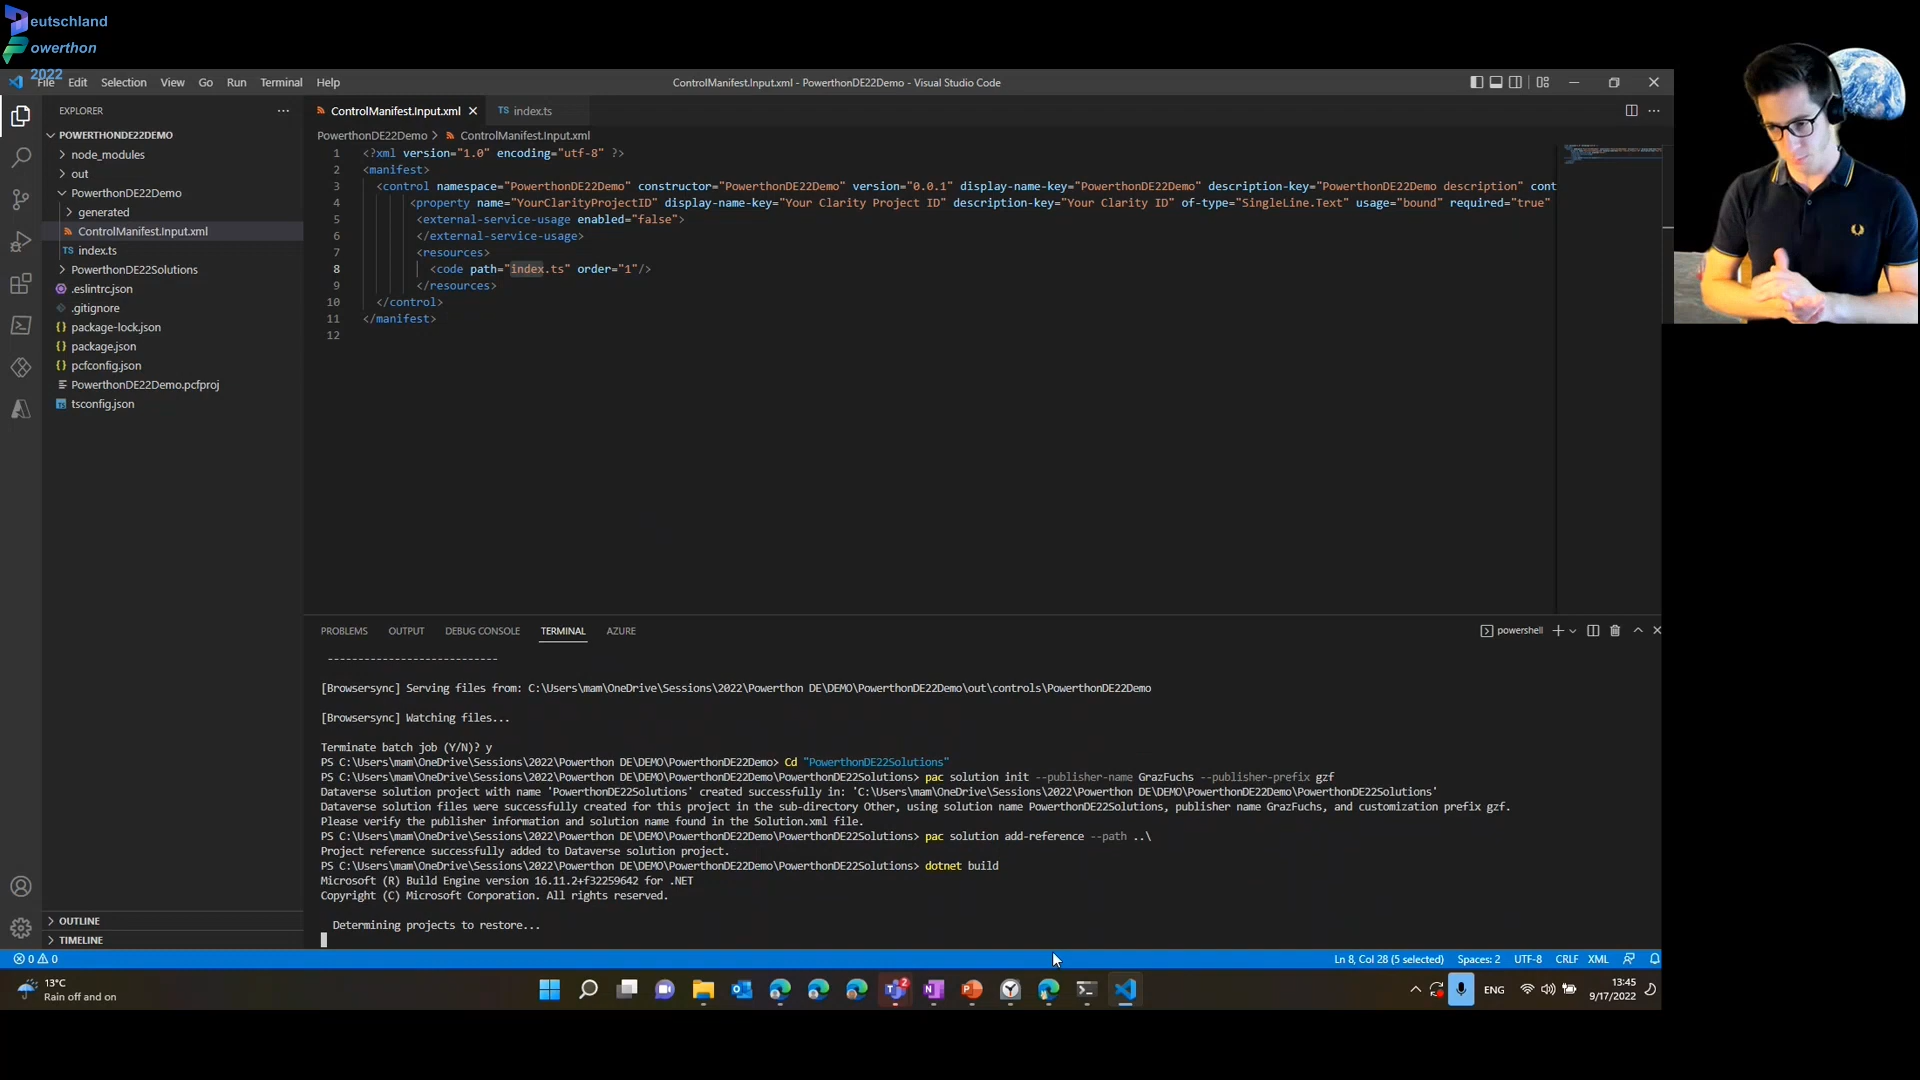 Deutschland
Powerthon
2022
File Edit Selection View Go Run Terminal Help
ControlManifest.Input.xml - PowerthonDE22Demo - Visual Studio Code
EXPLORER
POWERTHONDE22DEMO
node_modules
out
PowerthonDE22Demo
generated
ControlManifest.Input.xml
TS index.ts
PowerthonDE22Solutions
.eslintrc.json
.gitignore
{} package-lock.json
{} package.json
{} pcfconfig.json
PowerthonDE22Demo.pcfproj
tsconfig.json
OUTLINE
TIMELINE
ControlManifest.Input.xml
TS index.ts
PowerthonDE22Demo > ControlManifest.Input.xml
1 <?xml version="1.0" encoding="utf-8" ?>
2 <manifest>
3 <control namespace="PowerthonDE22Demo" constructor="PowerthonDE22Demo" version="0.0.1" display-name-key="PowerthonDE22Demo" description-key="PowerthonDE22Demo description" cont
4 <property name="YourClarityProjectID" display-name-key="Your Clarity Project ID" description-key="Your Clarity ID" of-type="SingleLine.Text" usage="bound" required="true"
5 <external-service-usage enabled="false">
6 </external-service-usage>
7 <resources>
8 <code path="index.ts" order="1"/>
9 </resources>
10 </control>
11 </manifest>
12
PROBLEMS OUTPUT DEBUG CONSOLE TERMINAL AZURE
powershell
----------------------------
[Browsersync] Serving files from: C:\Users\mam\OneDrive\Sessions\2022\Powerthon DE\DEMO\PowerthonDE22Demo\out\controls\PowerthonDE22Demo
[Browsersync] Watching files...
Terminate batch job (Y/N)? y
PS C:\Users\mam\OneDrive\Sessions\2022\Powerthon DE\DEMO\PowerthonDE22Demo> Cd "PowerthonDE22Solutions"
PS C:\Users\mam\OneDrive\Sessions\2022\Powerthon DE\DEMO\PowerthonDE22Demo\PowerthonDE22Solutions> pac solution init --publisher-name GrazFuchs --publisher-prefix gzf
Dataverse solution project with name 'PowerthonDE22Solutions' created successfully in: 'C:\Users\mam\OneDrive\Sessions\2022\Powerthon DE\DEMO\PowerthonDE22Demo\PowerthonDE22Solutions'
Dataverse solution files were successfully created for this project in the sub-directory Other, using solution name PowerthonDE22Solutions, publisher name GrazFuchs, and customization prefix gzf.
Please verify the publisher information and solution name found in the Solution.xml file.
PS C:\Users\mam\OneDrive\Sessions\2022\Powerthon DE\DEMO\PowerthonDE22Demo\PowerthonDE22Solutions> pac solution add-reference --path ..\
Project reference successfully added to Dataverse solution project.
PS C:\Users\mam\OneDrive\Sessions\2022\Powerthon DE\DEMO\PowerthonDE22Demo\PowerthonDE22Solutions> dotnet build
Microsoft (R) Build Engine version 16.11.2+f32259642 for .NET
Copyright (C) Microsoft Corporation. All rights reserved.
Determining projects to restore...
0 0
Ln 8, Col 28 (5 selected) Spaces: 2 UTF-8 CRLF XML
13°C
Rain off and on
2
ENG
13:45
9/17/2022